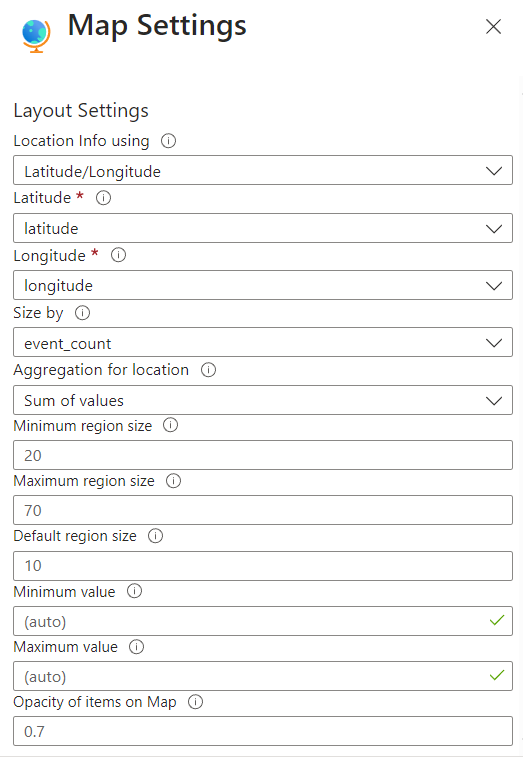 Map Settings
Layout Settings
Location Info using
Latitude/Longitude
Latitude *
latitude
Longitude *
longitude
Size by
event_count
Aggregation for location
Sum of values
Minimum region size
20
Maximum region size
70
Default region size
10
Minimum value
(auto)
Maximum value
(auto)
Opacity of items on Map
0.7